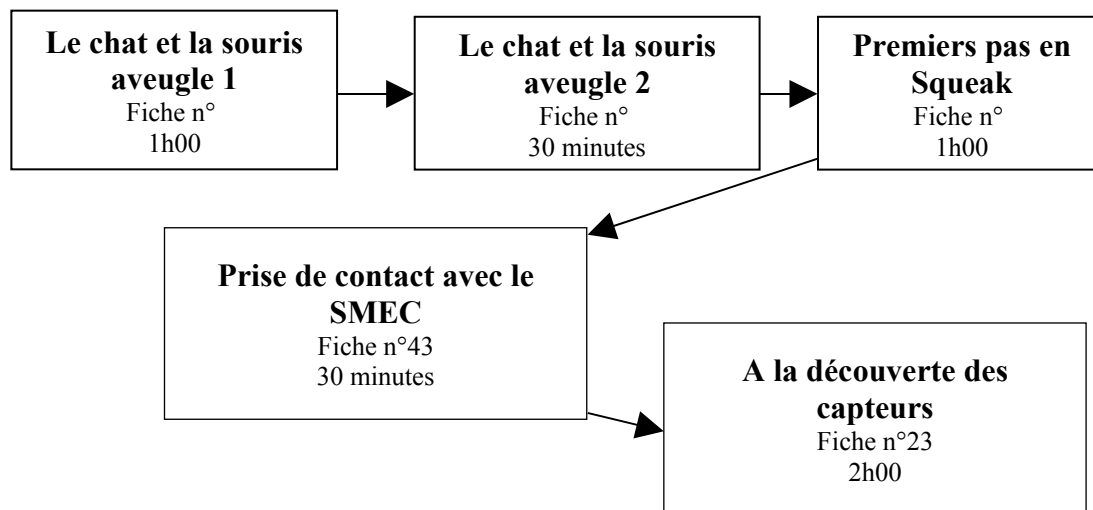 Le chat et la souris
aveugle 1
Fiche n°
1h00
Le chat et la souris
aveugle 2
Fiche n°
30 minutes
Premiers pas en
Squeak
Fiche n°
1h00
Prise de contact avec le
SMEC
Fiche n°43
30 minutes
A la découverte des
capteurs
Fiche n°23
2h00